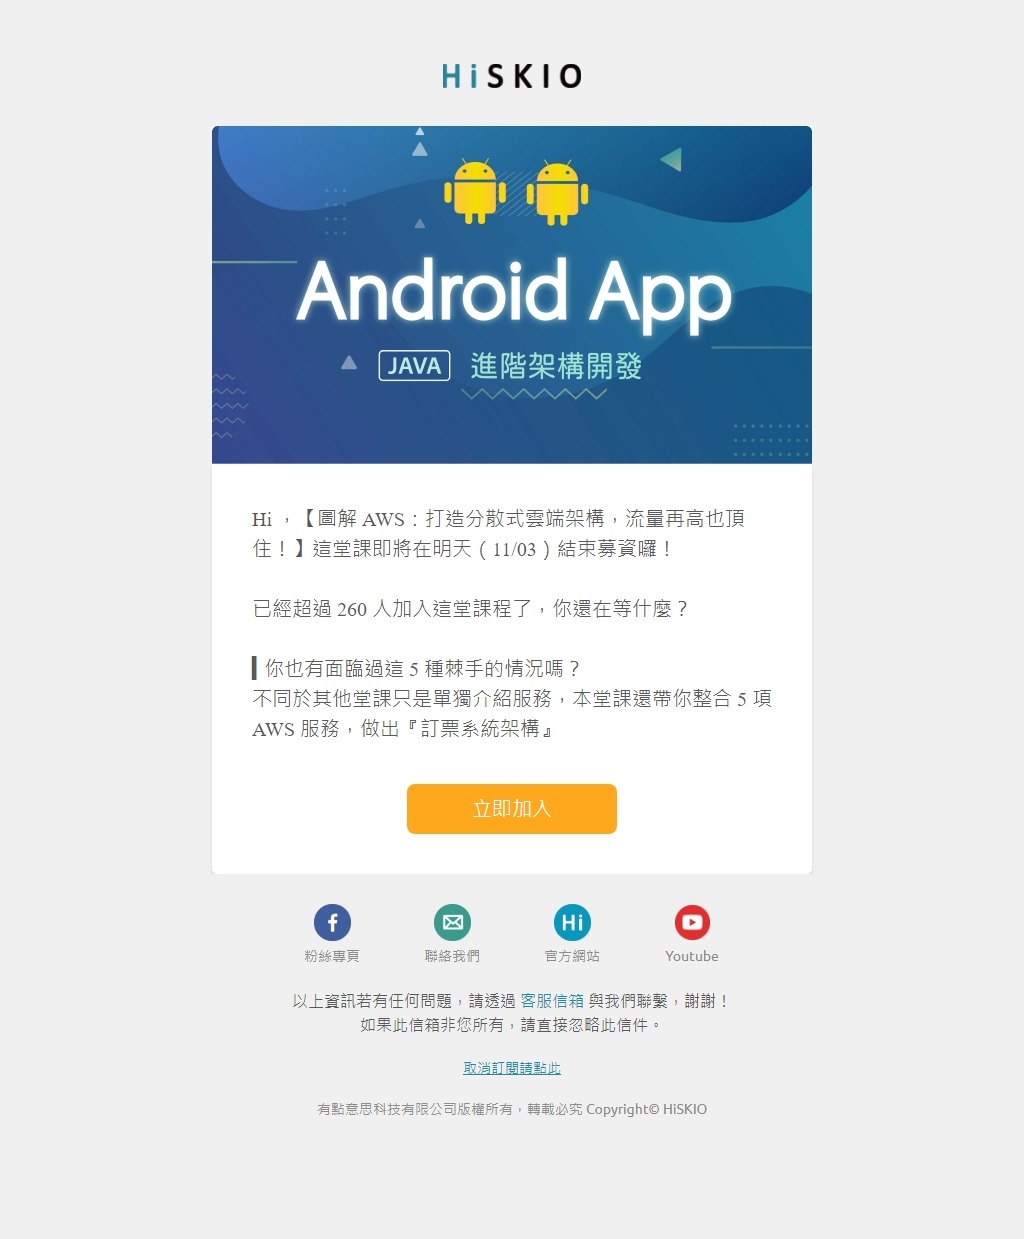 HiSKIO
Android App
JAVA 進階架構開發
Hi ，【圖解 AWS：打造分散式雲端架構，流量再高也頂
住！】這堂課即將在明天（11/03）結束募資囉！
已經超過 260 人加入這堂課程了，你還在等什麼？
▎你也有面臨過這 5 種棘手的情況嗎？
不同於其他堂課只是單獨介紹服務，本堂課還帶你整合 5 項
AWS 服務，做出『訂票系統架構』
立即加入
Hi
粉絲專頁 聯絡我們 官方網站 Youtube
以上資訊若有任何問題，請透過 客服信箱 與我們聯繫，謝謝！
如果此信箱非您所有，請直接忽略此信件。
取消訂閱請點此
有點意思科技有限公司版權所有，轉載必究 Copyright© HiSKIO